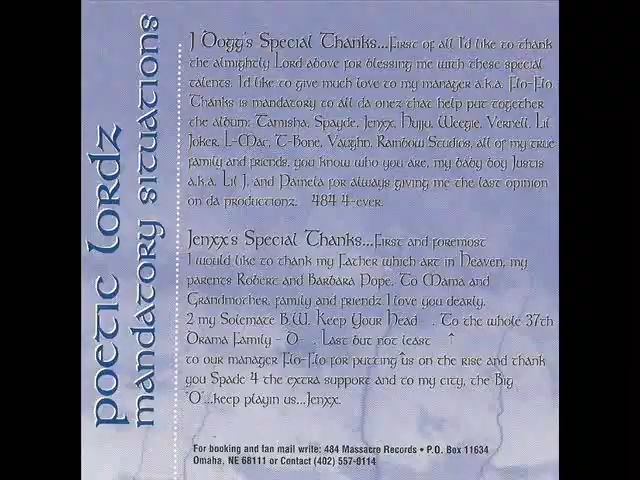 poetic lordz
mandatory situations
J Dogg's Special Thanks...First of all I'd like to thank
the almightly Lord above for blessing me with these special
talents. I'd like to give much love to my manager a.k.a. Flo-Flo
Thanks is mandatory to all da onez that help put together
the album: Tamisha, Spayde, Jenxx, Hujju, Weegie, Vernell, Lil
Joker, L-Mac, T-Bone, Vaughn, Rambow Studios, all of my true
family and friends, you know who you are, my baby boy Justis
a.k.a. Lil J, and Pamela for always giving me the last opinion
on da productionz. 484 4-ever.
Jenxx's Special Thanks...First and foremost
I would like to thank my Father which art in Heaven, my
parents Robert and Barbara Pope. To Mama and
Grandmother, family and friendz I love you dearly.
2 my Solemate B.W. Keep Your Head . To the whole 37th
Drama Family - O . Last but not least ↑
to our manager Flo-Flo for putting us on the rise and thank
you Spade 4 the extra support and to my city, the Big
"O"...keep playin us...Jenxx.
For booking and fan mail write: 484 Massacre Records • P.O. Box 11634
Omaha, NE 68111 or Contact (402) 557-0114